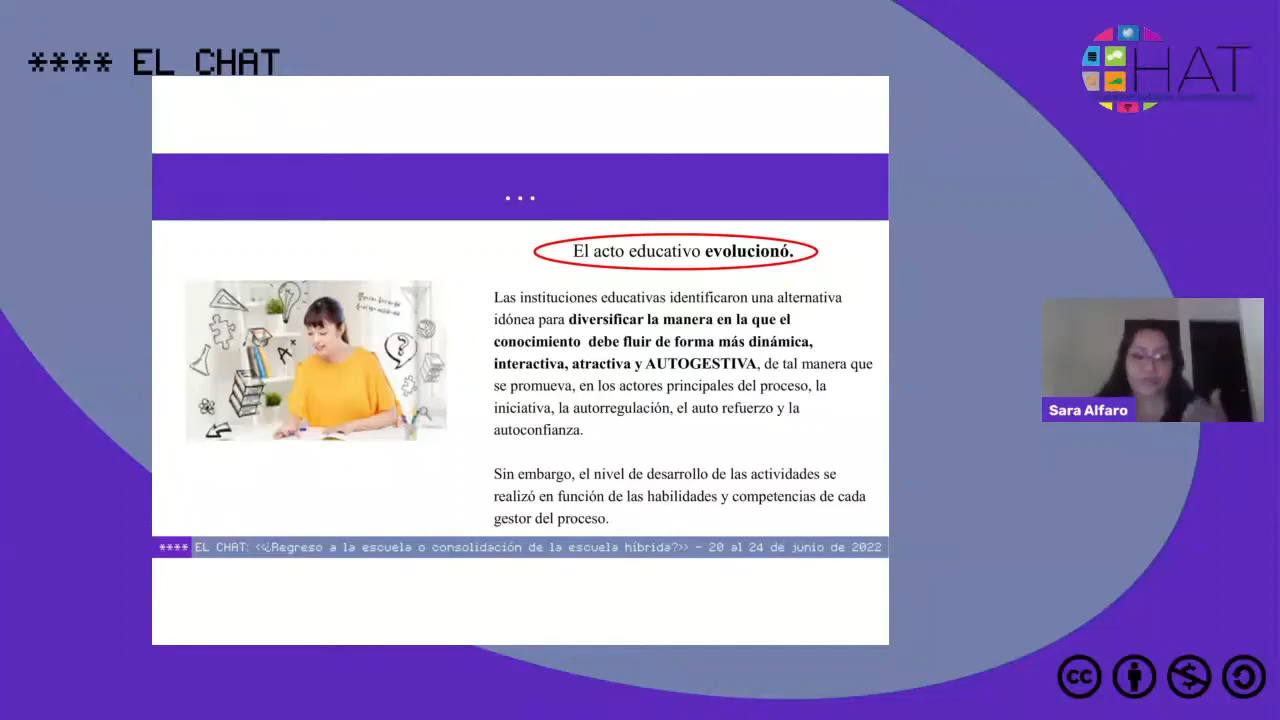 **** EL CHAT
HAT
...
El acto educativo evolucionó.
Las instituciones educativas identificaron una alternativa
idónea para diversificar la manera en la que el
conocimiento debe fluir de forma más dinámica,
interactiva, atractiva y AUTOGESTIVA, de tal manera que
se promueva, en los actores principales del proceso, la
iniciativa, la autorregulación, el auto refuerzo y la
autoconfianza.
Sin embargo, el nivel de desarrollo de las actividades se
realizó en función de las habilidades y competencias de cada
gestor del proceso.
A+
?
Sara Alfaro
**** EL CHAT: <<¿Regreso a la escuela o consolidación de la escuela híbrida?>> - 20 al 24 de junio de 2022
cc